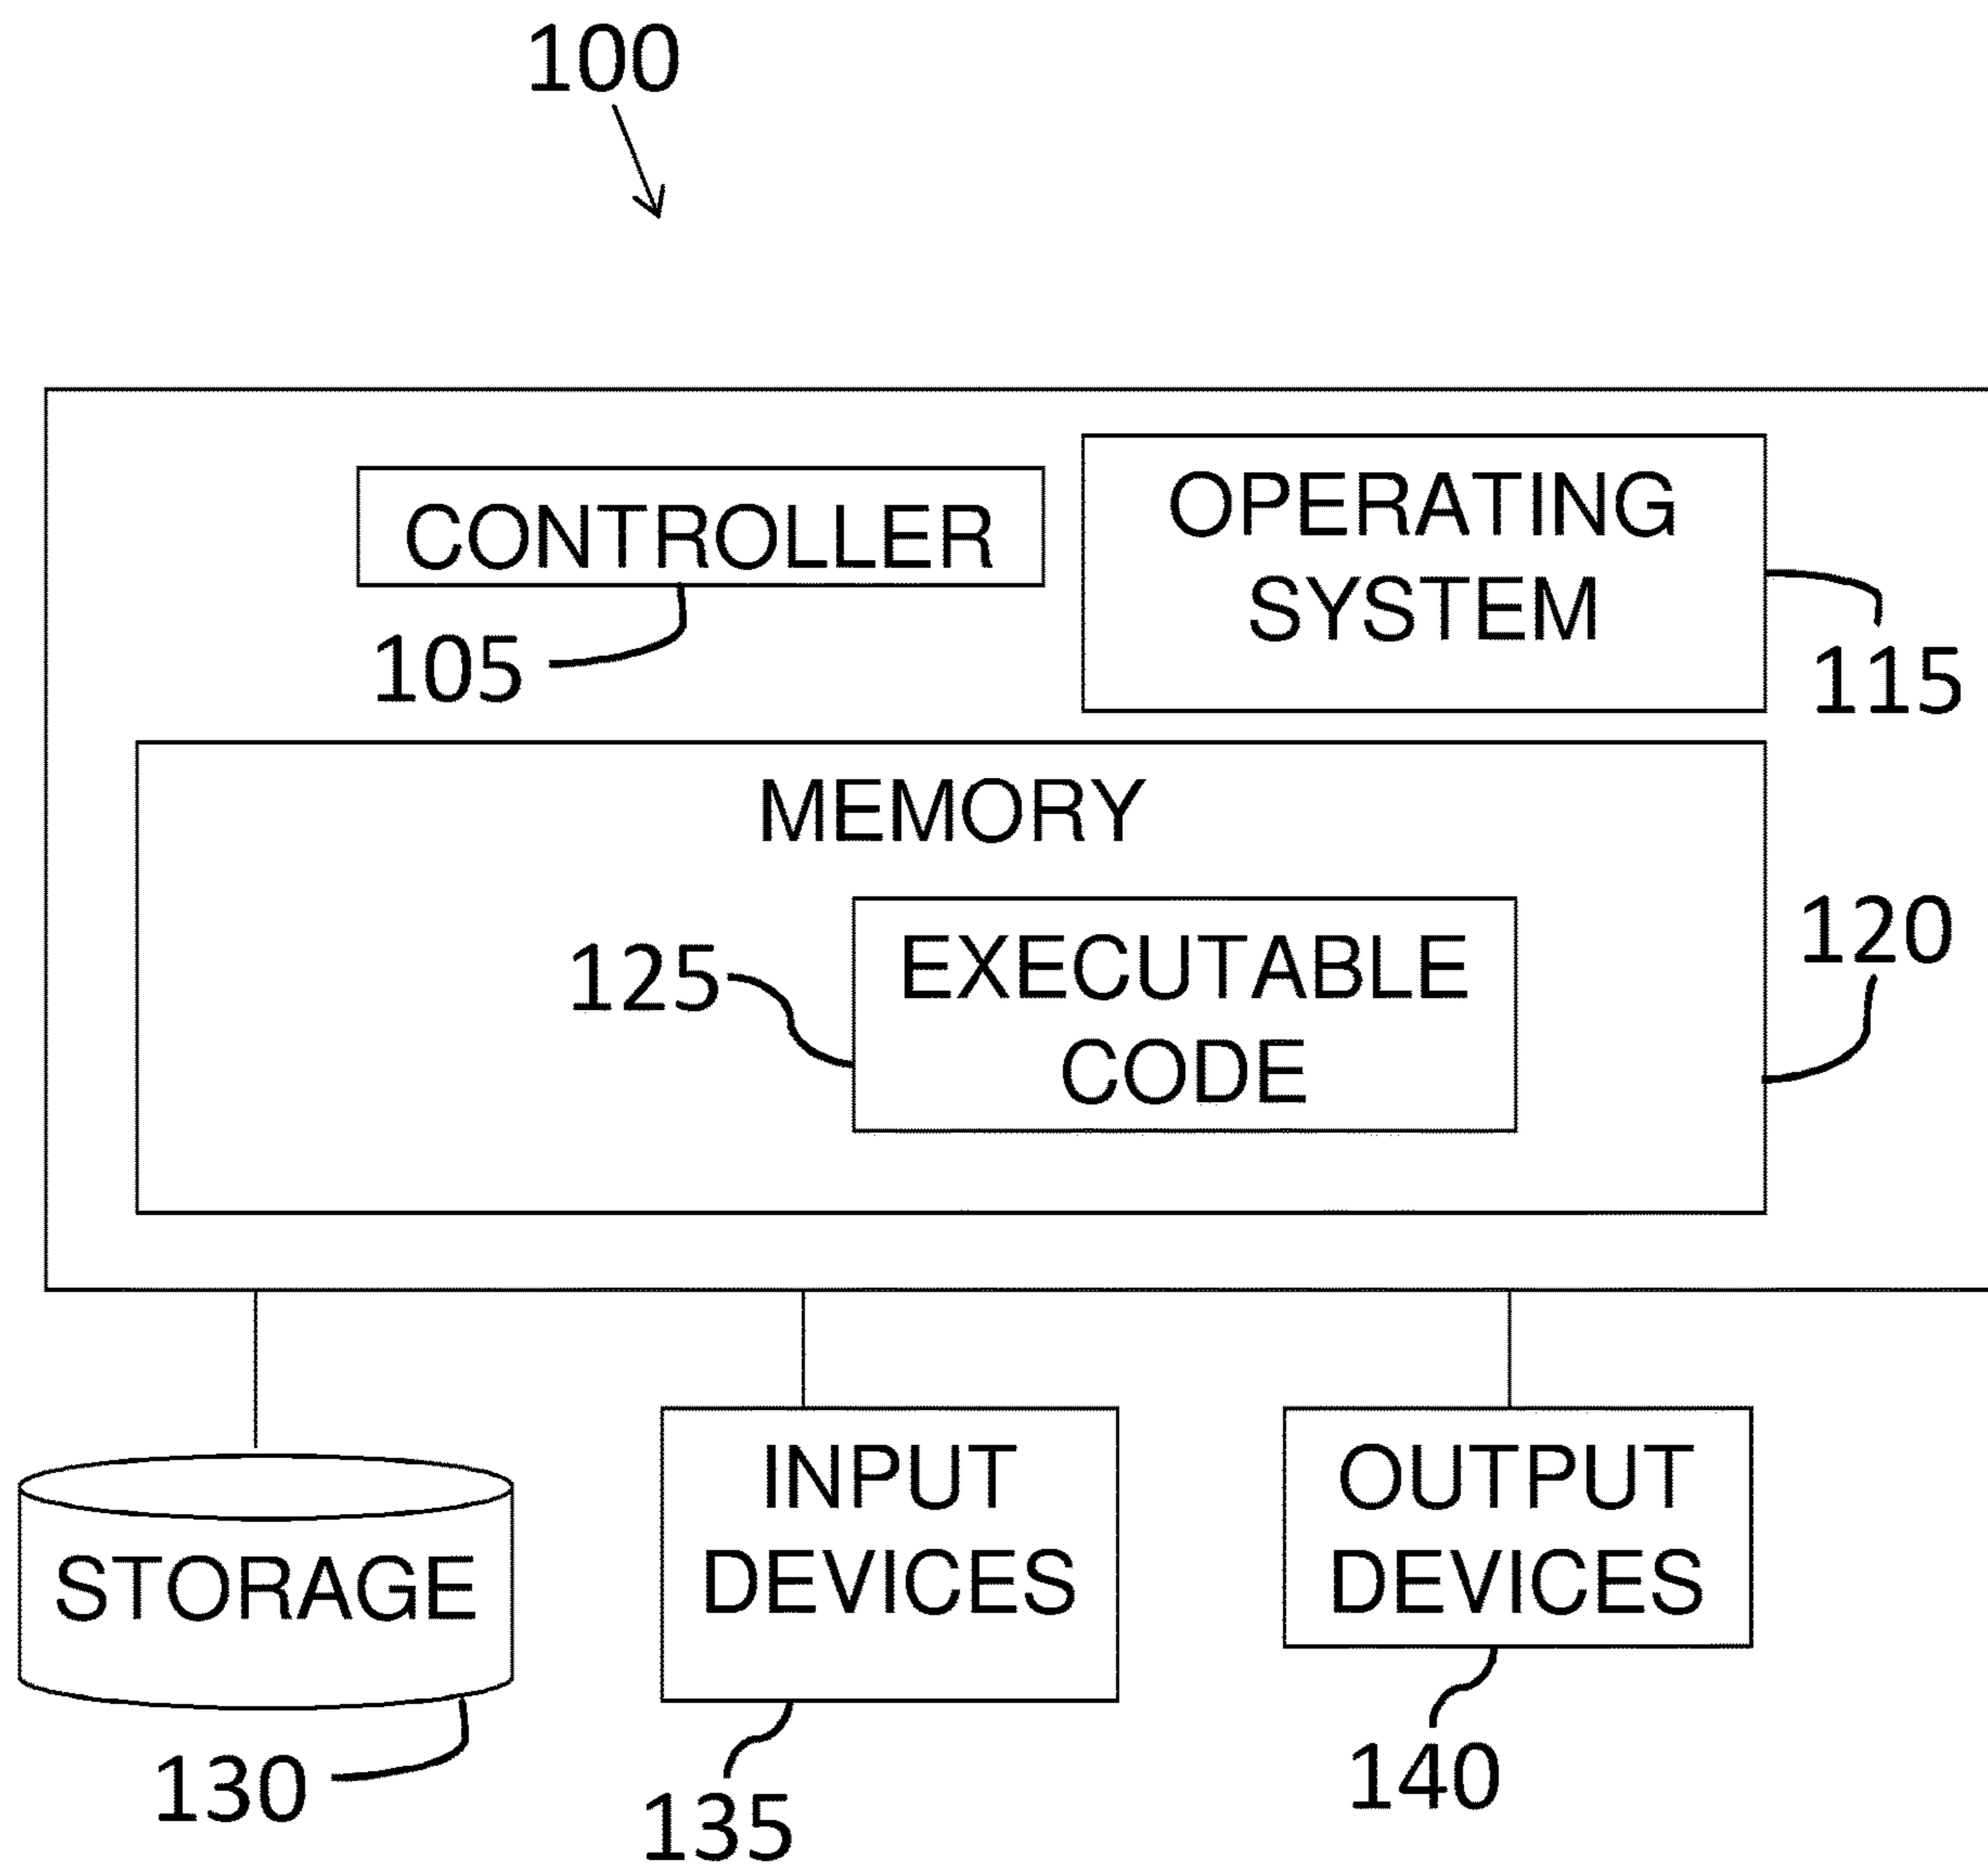 100
CONTROLLER
OPERATING
SYSTEM
105
115
MEMORY
120
125
EXECUTABLE
CODE
STORAGE
INPUT
DEVICES
OUTPUT
DEVICES
130
135
140